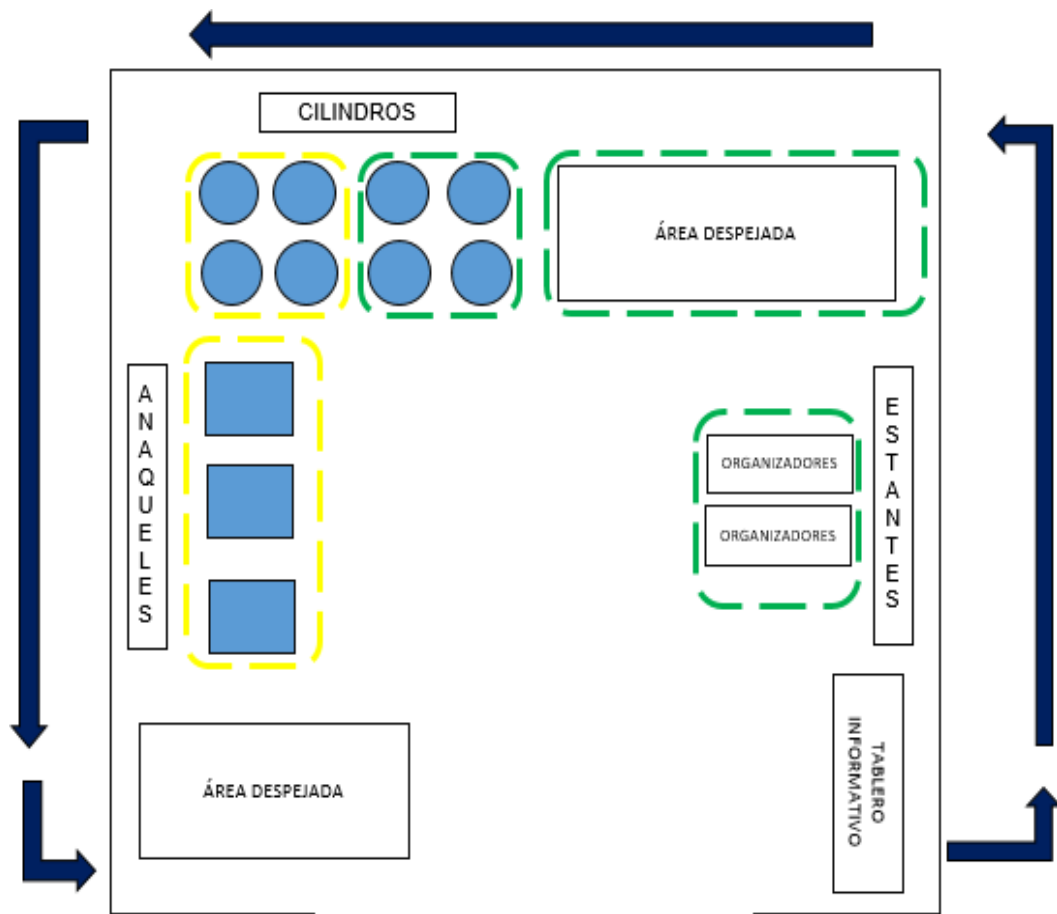 CILINDROS
ÁREA DESPEJADA
ANAQUELES
ESTANTES
ORGANIZADORES
ORGANIZADORES
TABLERO
INFORMATIVO
ÁREA DESPEJADA